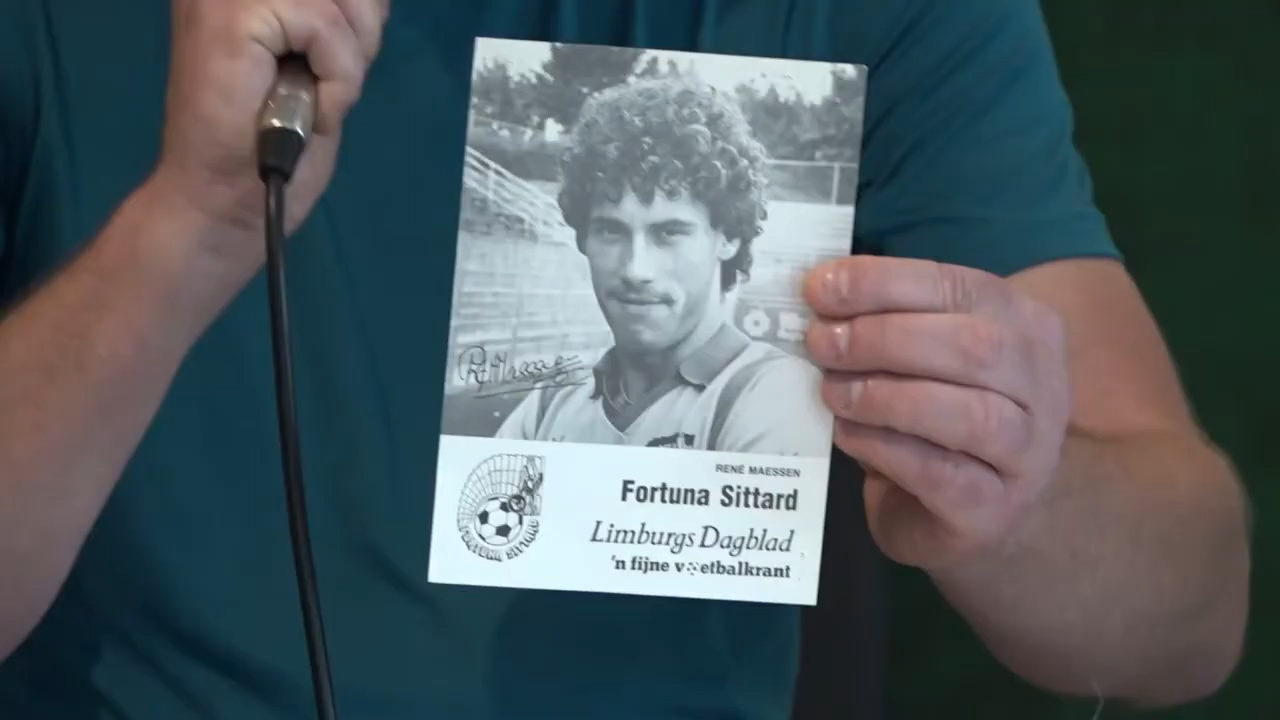 RENÉ MAESSEN
Fortuna Sittard
Limburgs Dagblad
'n fijne voetbalkrant